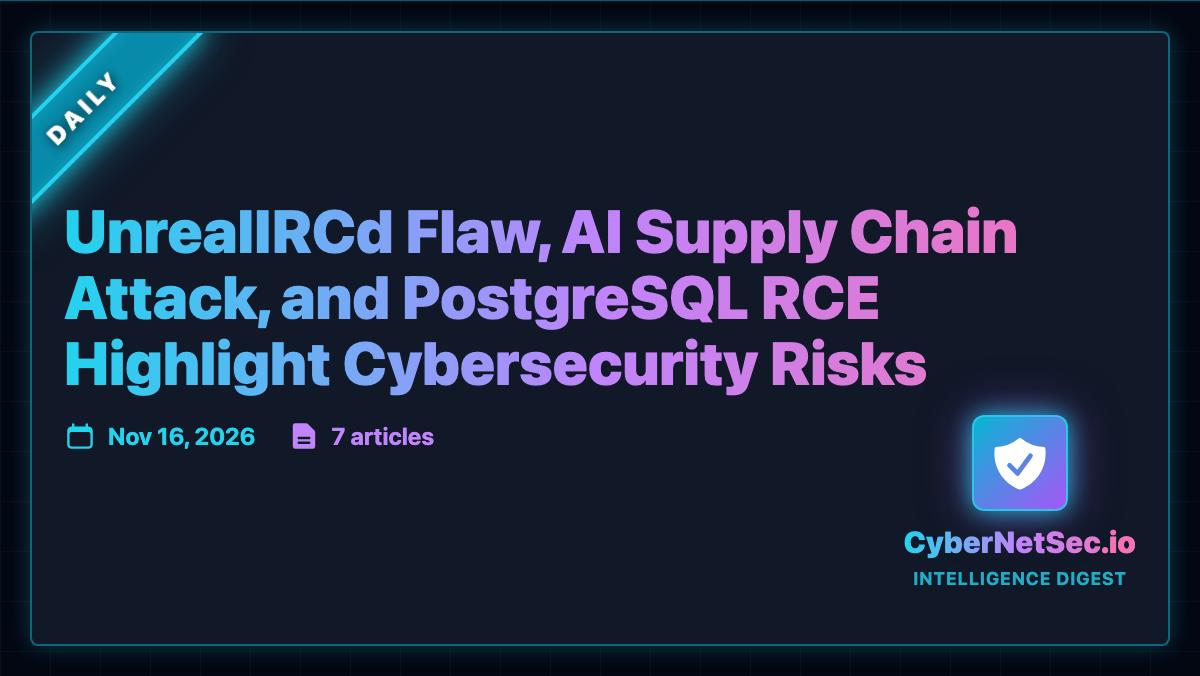 DAILY
UnrealIRCd Flaw, AI Supply Chain
Attack, and PostgreSQL RCE
Highlight Cybersecurity Risks
Nov 16, 2026
7 articles
CyberNetSec.io
INTELLIGENCE DIGEST